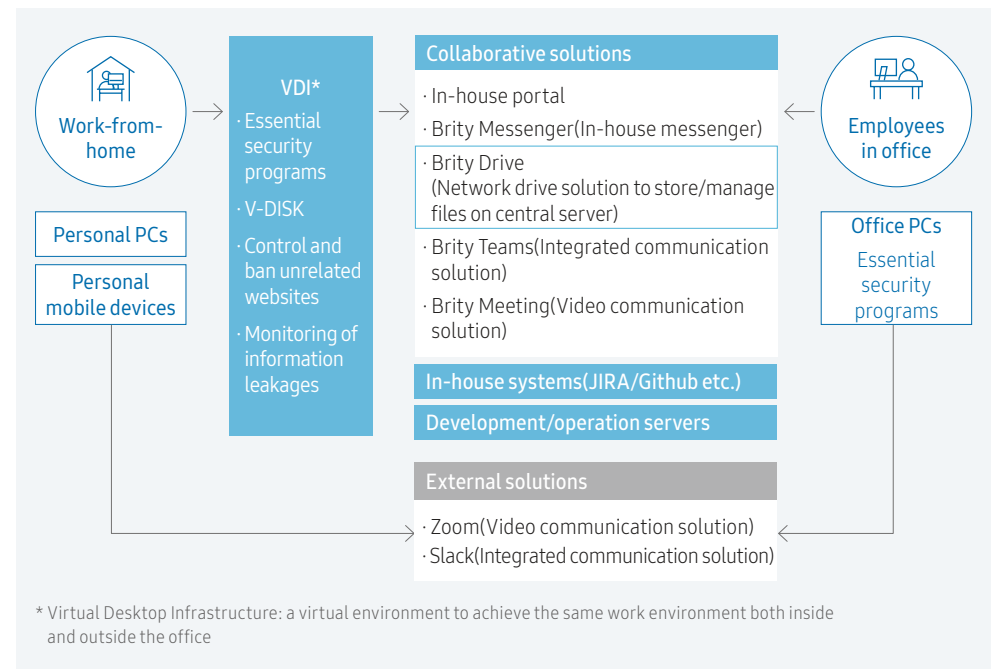 Work-from-
home
Personal PCs
Personal
mobile devices
VDI*
· Essential
security
programs
· V-DISK
· Control and
ban unrelated
websites
· Monitoring of
information
leakages
Collaborative solutions
· In-house portal
· Brity Messenger(In-house messenger)
· Brity Drive
(Network drive solution to store/manage
files on central server)
· Brity Teams(Integrated communication
solution)
· Brity Meeting(Video communication
solution)
In-house systems(JIRA/Github etc.)
Development/operation servers
External solutions
· Zoom(Video communication solution)
· Slack(Integrated communication solution)
Employees
in office
Office PCs
Essential
security
programs
* Virtual Desktop Infrastructure: a virtual environment to achieve the same work environment both inside
and outside the office